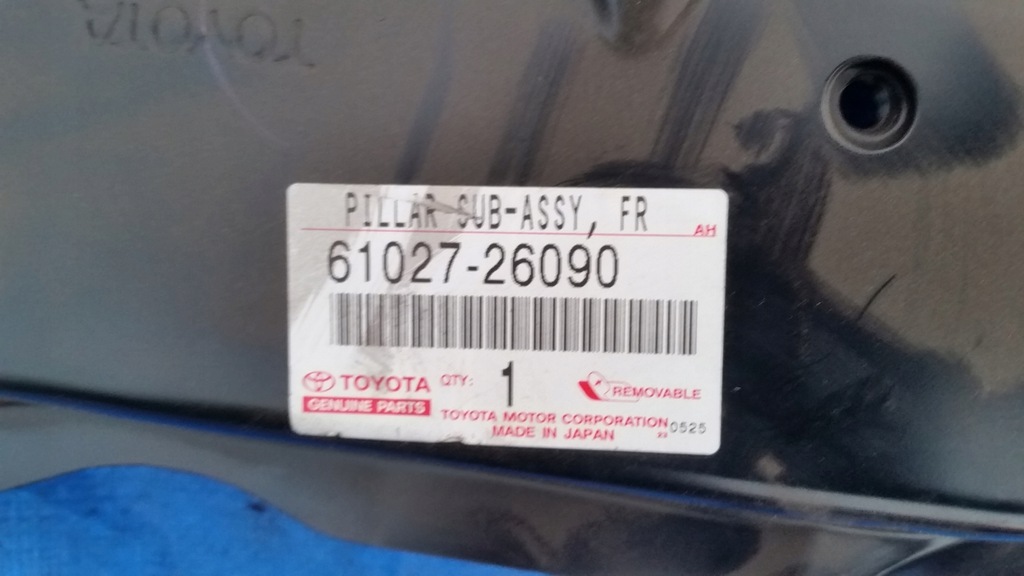 TOYOTA
PILLAR SUB-ASSY, FR
AH
61027-26090
TOYOTA QTY: 1 REMOVABLE
GENUINE PARTS
TOYOTA MOTOR CORPORATION
MADE IN JAPAN 0525